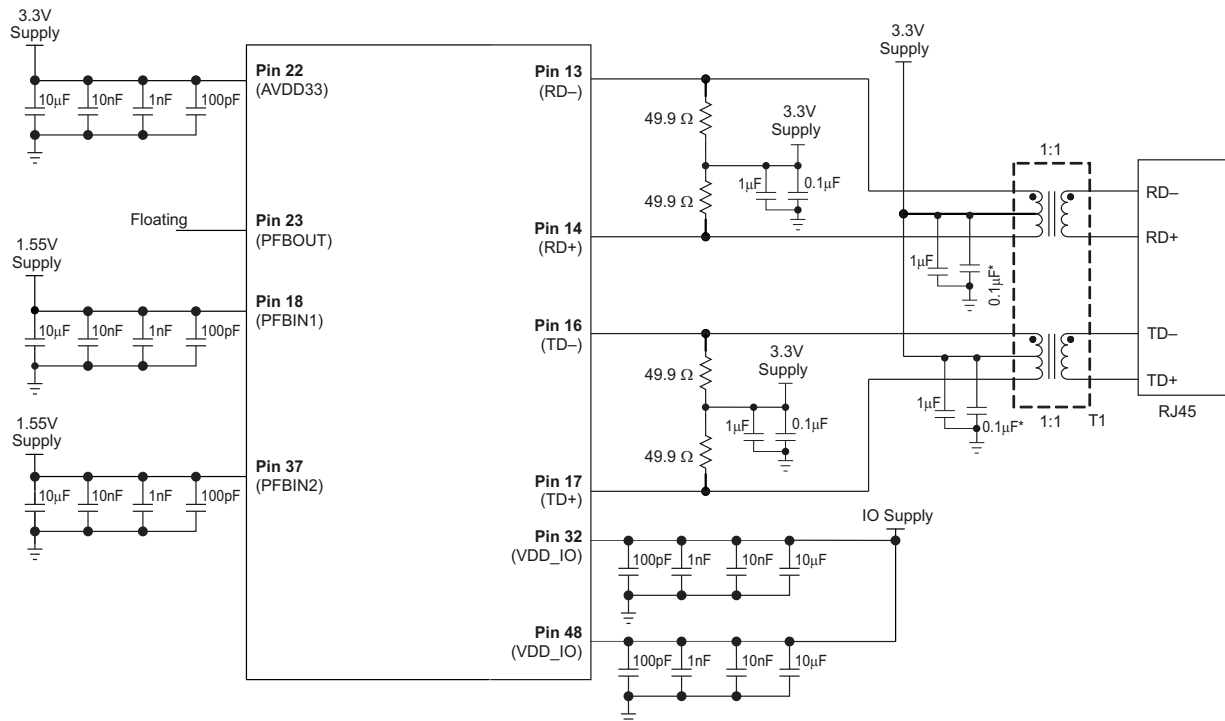 3.3V
Supply
10μF
10nF
1nF
100pF
Pin 22
(AVDD33)
Floating
Pin 23
(PFBOUT)
1.55V
Supply
10μF
10nF
1nF
100pF
Pin 18
(PFBIN1)
1.55V
Supply
10μF
10nF
1nF
100pF
Pin 37
(PFBIN2)
Pin 13
(RD–)
49.9 Ω
3.3V
Supply
1μF
0.1μF
49.9 Ω
Pin 14
(RD+)
Pin 16
(TD–)
49.9 Ω
3.3V
Supply
1μF
0.1μF
49.9 Ω
Pin 17
(TD+)
3.3V
Supply
1μF
0.1μF*
1μF
0.1μF*
1:1
1:1
T1
RD–
RD+
TD–
TD+
RJ45
IO Supply
Pin 32
(VDD_IO)
100pF
1nF
10nF
10μF
Pin 48
(VDD_IO)
100pF
1nF
10nF
10μF